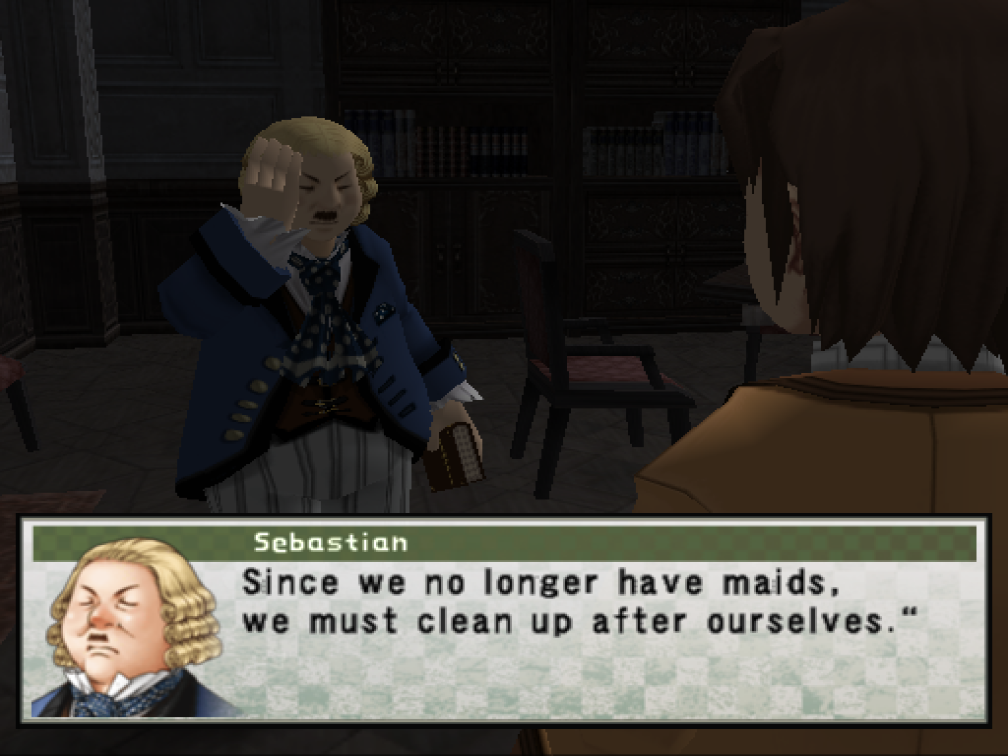 Sebastian
Since we no longer have maids,
we must clean up after ourselves.“